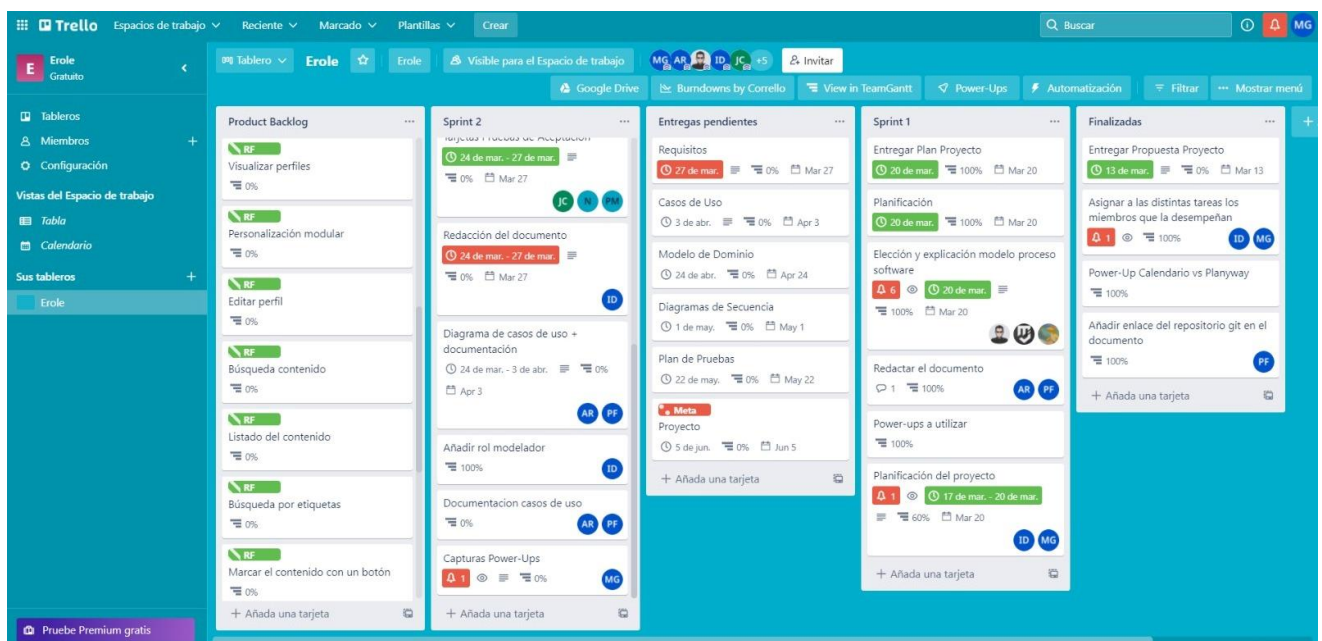 Trello Espacios de trabajo Reciente Marcado Plantillas Crear Buscar MG
E Erole
Gratuito
Tableros
Miembros +
Configuración
Vistas del Espacio de trabajo
Tabla
Calendario
Sus tableros +
Erole
Pruebe Premium gratis
Tablero Erole Erole Visible para el Espacio de trabajo MG AR ID JC +5 Invitar
Google Drive Burndowns by Corrello View in TeamGantt Power-Ups Automatización Filtrar ... Mostrar menú
Product Backlog ...
RF
Visualizar perfiles
0%
RF
Personalización modular
0%
RF
Editar perfil
0%
RF
Búsqueda contenido
0%
RF
Listado del contenido
0%
RF
Búsqueda por etiquetas
0%
RF
Marcar el contenido con un botón
0%
+ Añada una tarjeta
Sprint 2 ...
Tarjetas Pruebas de Aceptación
24 de mar. - 27 de mar.
0% Mar 27
JC N PM
Redacción del documento
24 de mar. - 27 de mar.
0% Mar 27
ID
Diagrama de casos de uso +
documentación
24 de mar. - 3 de abr. 0%
Apr 3
AR PF
Añadir rol modelador
100% ID
Documentacion casos de uso
0% AR PF
Capturas Power-Ups
1 0% MG
+ Añada una tarjeta
Entregas pendientes ...
Requisitos
27 de mar. 0% Mar 27
Casos de Uso
3 de abr. 0% Apr 3
Modelo de Dominio
24 de abr. 0% Apr 24
Diagramas de Secuencia
1 de may. 0% May 1
Plan de Pruebas
22 de may. 0% May 22
Meta
Proyecto
5 de jun. 0% Jun 5
+ Añada una tarjeta
Sprint 1 ...
Entregar Plan Proyecto
20 de mar. 100% Mar 20
Planificación
20 de mar. 100% Mar 20
Elección y explicación modelo proceso
software
6 20 de mar.
100% Mar 20
Redactar el documento
1 100% AR PF
Power-ups a utilizar
100%
Planificación del proyecto
1 17 de mar. - 20 de mar.
60% Mar 20
ID MG
+ Añada una tarjeta
Finalizadas ...
Entregar Propuesta Proyecto
13 de mar. 0% Mar 13
Asignar a las distintas tareas los
miembros que la desempeñan
1 100% ID MG
Power-Up Calendario vs Planyway
100%
Añadir enlace del repositorio git en el
documento
100% PF
+ Añada una tarjeta
+